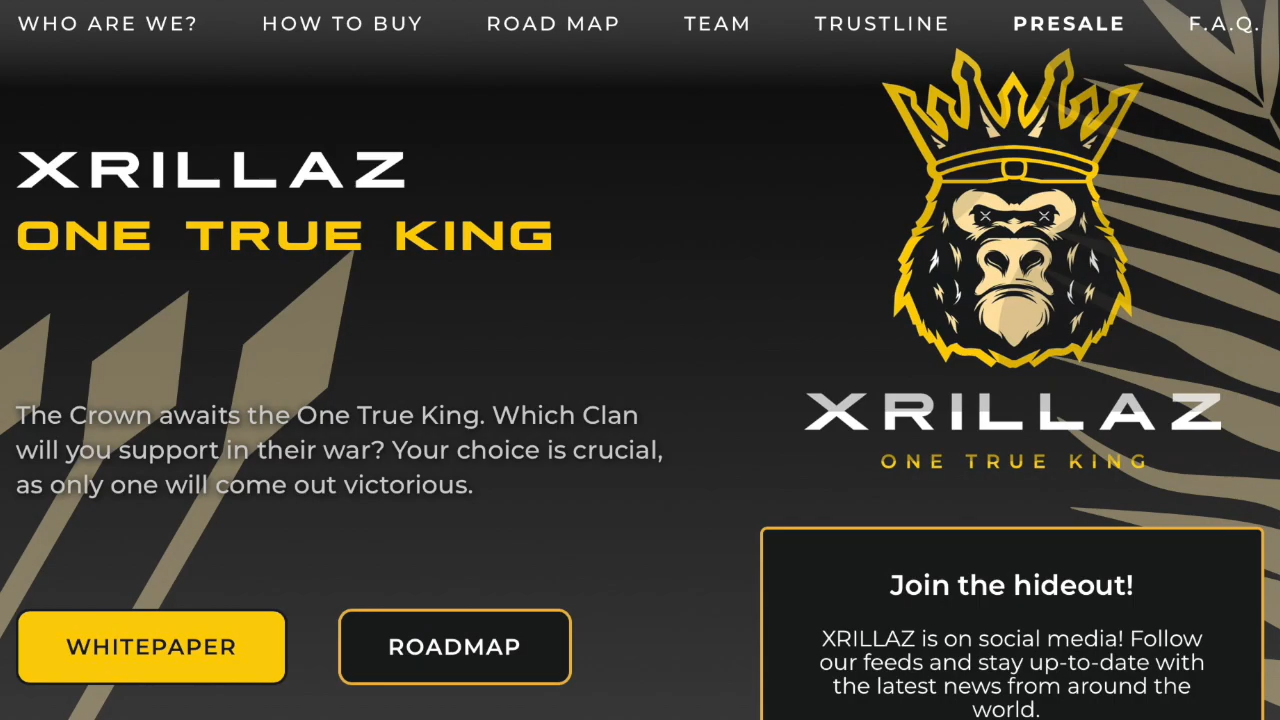 WHO ARE WE? HOW TO BUY ROAD MAP TEAM TRUSTLINE PRESALE F.A.Q.
XRILLAZ
ONE TRUE KING
The Crown awaits the One True King. Which Clan
will you support in their war? Your choice is crucial,
as only one will come out victorious.
WHITEPAPER
ROADMAP
XRILLAZ
ONE TRUE KING
Join the hideout!
XRILLAZ is on social media! Follow
our feeds and stay up-to-date with
the latest news from around the
world.